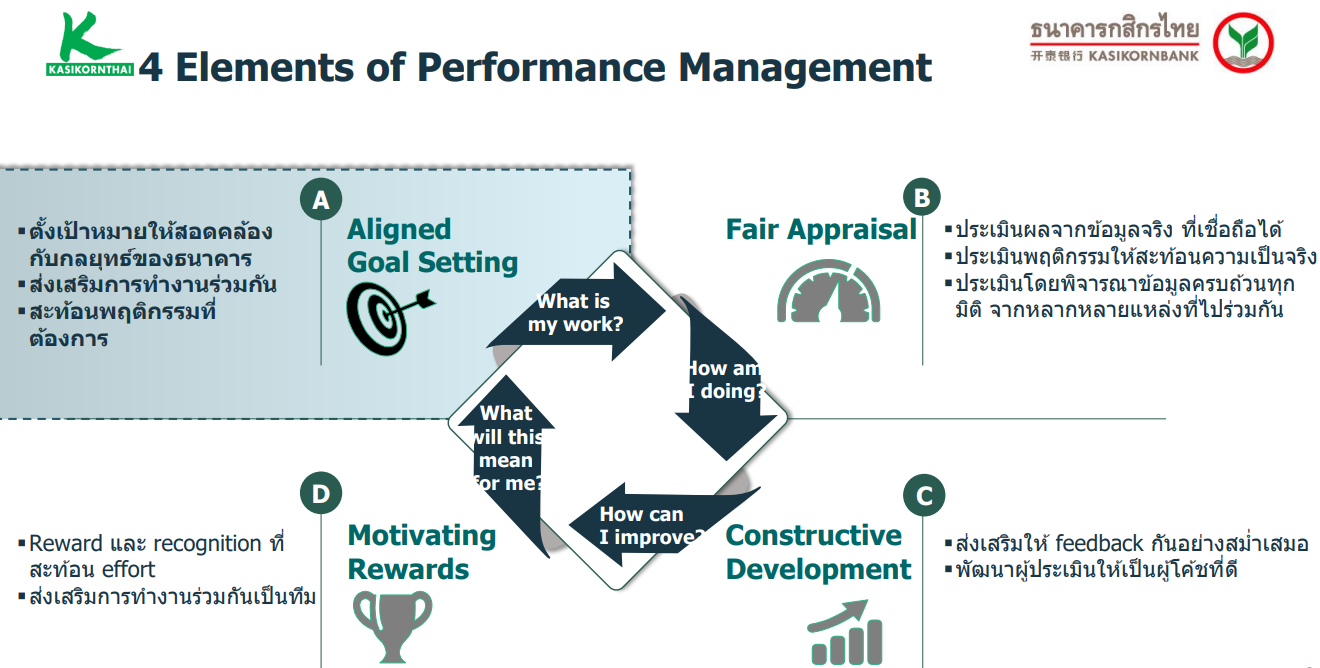 KASIKORNTHAI
4 Elements of Performance Management
ธนาคารกสิกรไทย
开泰银行 KASIKORNBANK
A
Aligned
Goal Setting
▪ตั้งเป้าหมายให้สอดคล้อง
กับกลยุทธ์ของธนาคาร
▪ส่งเสริมการทำงานร่วมกัน
▪สะท้อนพฤติกรรมที่
ต้องการ
B
Fair Appraisal
▪ประเมินผลจากข้อมูลจริง ที่เชื่อถือได้
▪ประเมินพฤติกรรมให้สะท้อนความเป็นจริง
▪ประเมินโดยพิจารณาข้อมูลครบถ้วนทุก
มิติ จากหลากหลายแหล่งที่ไปร่วมกัน
What is
my work?
How am
I doing?
What
will this
mean
for me?
How can
I improve?
D
Motivating
Rewards
▪Reward และ recognition ที่
สะท้อน effort
▪ส่งเสริมการทำงานร่วมกันเป็นทีม
C
Constructive
Development
▪ส่งเสริมให้ feedback กันอย่างสม่ำเสมอ
▪พัฒนาผู้ประเมินให้เป็นผู้โค้ชที่ดี